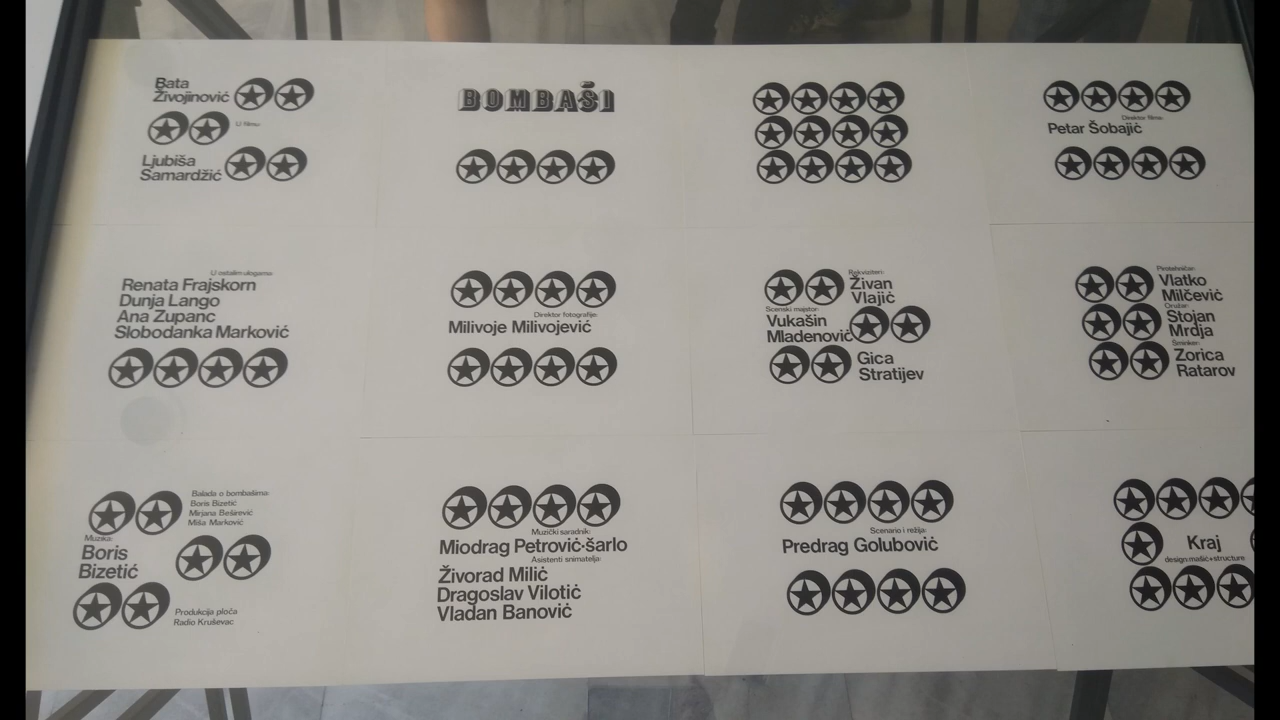 Bata
Živojinović
U filmu:
Ljubiša
Samardžić
BOMBAŠI
Direktor filma:
Petar Šobajić
U ostalim ulogama:
Renata Frajskorn
Dunja Lango
Ana Zupanc
Slobodanka Marković
Direktor fotografije:
Milivoje Milivojević
Rekviziteri:
Živan
Vlajić
Scenski majstor:
Vukašin
Mladenović
Gica
Stratijev
Pirotehničar:
Vlatko
Milčević
Oružar:
Stojan
Mrdja
Šminker:
Zorica
Ratarov
Balada o bombašima:
Boris Bizetić
Mirjana Beširević
Miša Marković
Muzika:
Boris
Bizetić
Produkcija ploča
Radio Kruševac
Muzički saradnik:
Miodrag Petrović-šarlo
Asistenti snimatelja:
Živorad Milić
Dragoslav Vilotić
Vladan Banović
Scenario i režija:
Predrag Golubović
Kraj
design mašić+structure